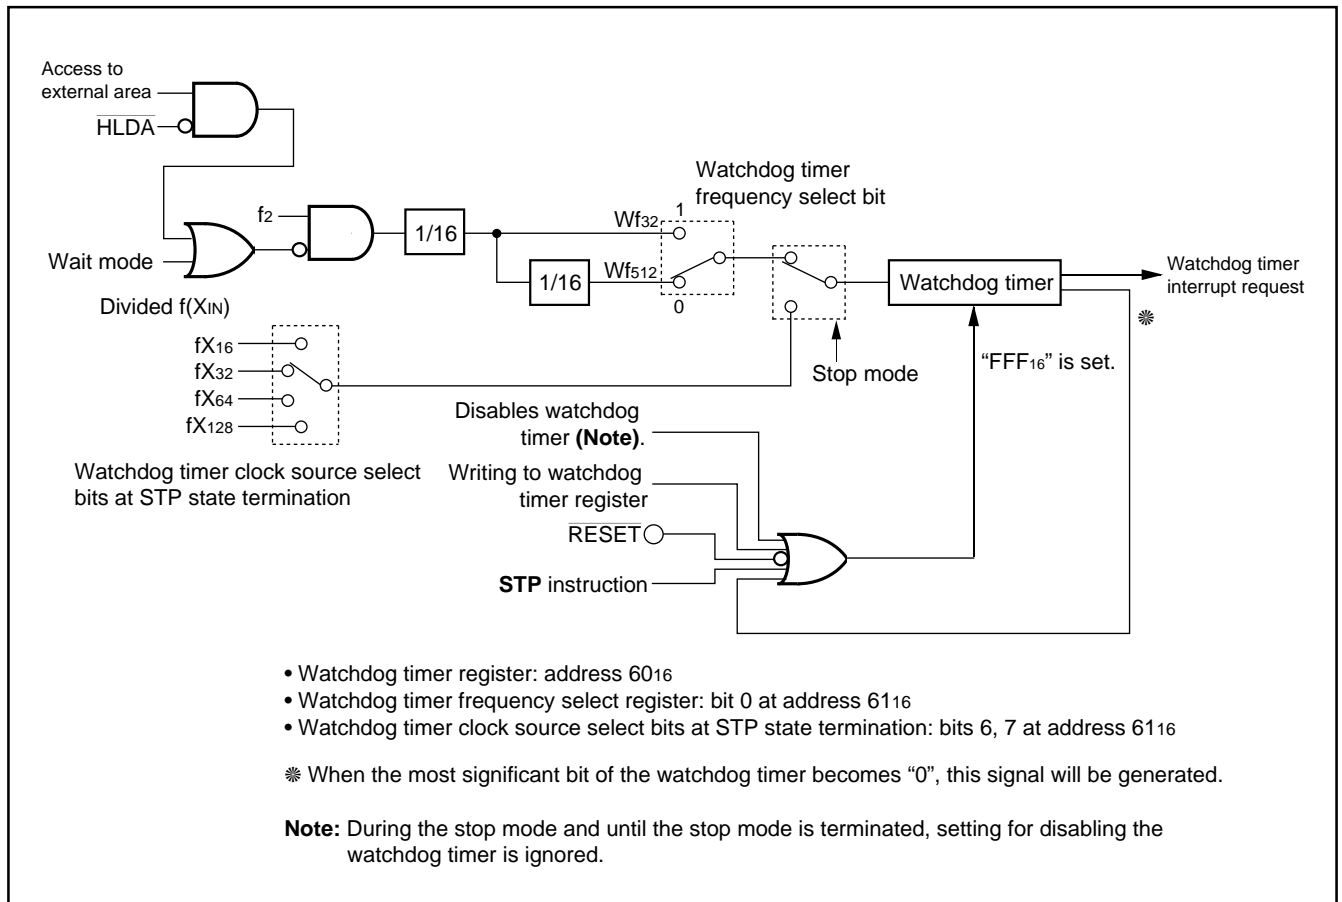 Access to
external area
HLDA
Wait mode
f2
1/16
1/16
Wf32
Wf512
1
0
Watchdog timer
frequency select bit
Watchdog timer
Watchdog timer
interrupt request
❋
“FFF16” is set.
Stop mode
Divided f(XIN)
fX16
fX32
fX64
fX128
Watchdog timer clock source select
bits at STP state termination
Disables watchdog
timer (Note).
Writing to watchdog
timer register
RESET
STP instruction
• Watchdog timer register: address 6016
• Watchdog timer frequency select register: bit 0 at address 6116
• Watchdog timer clock source select bits at STP state termination: bits 6, 7 at address 6116
❋ When the most significant bit of the watchdog timer becomes “0”, this signal will be generated.
Note: During the stop mode and until the stop mode is terminated, setting for disabling the
watchdog timer is ignored.